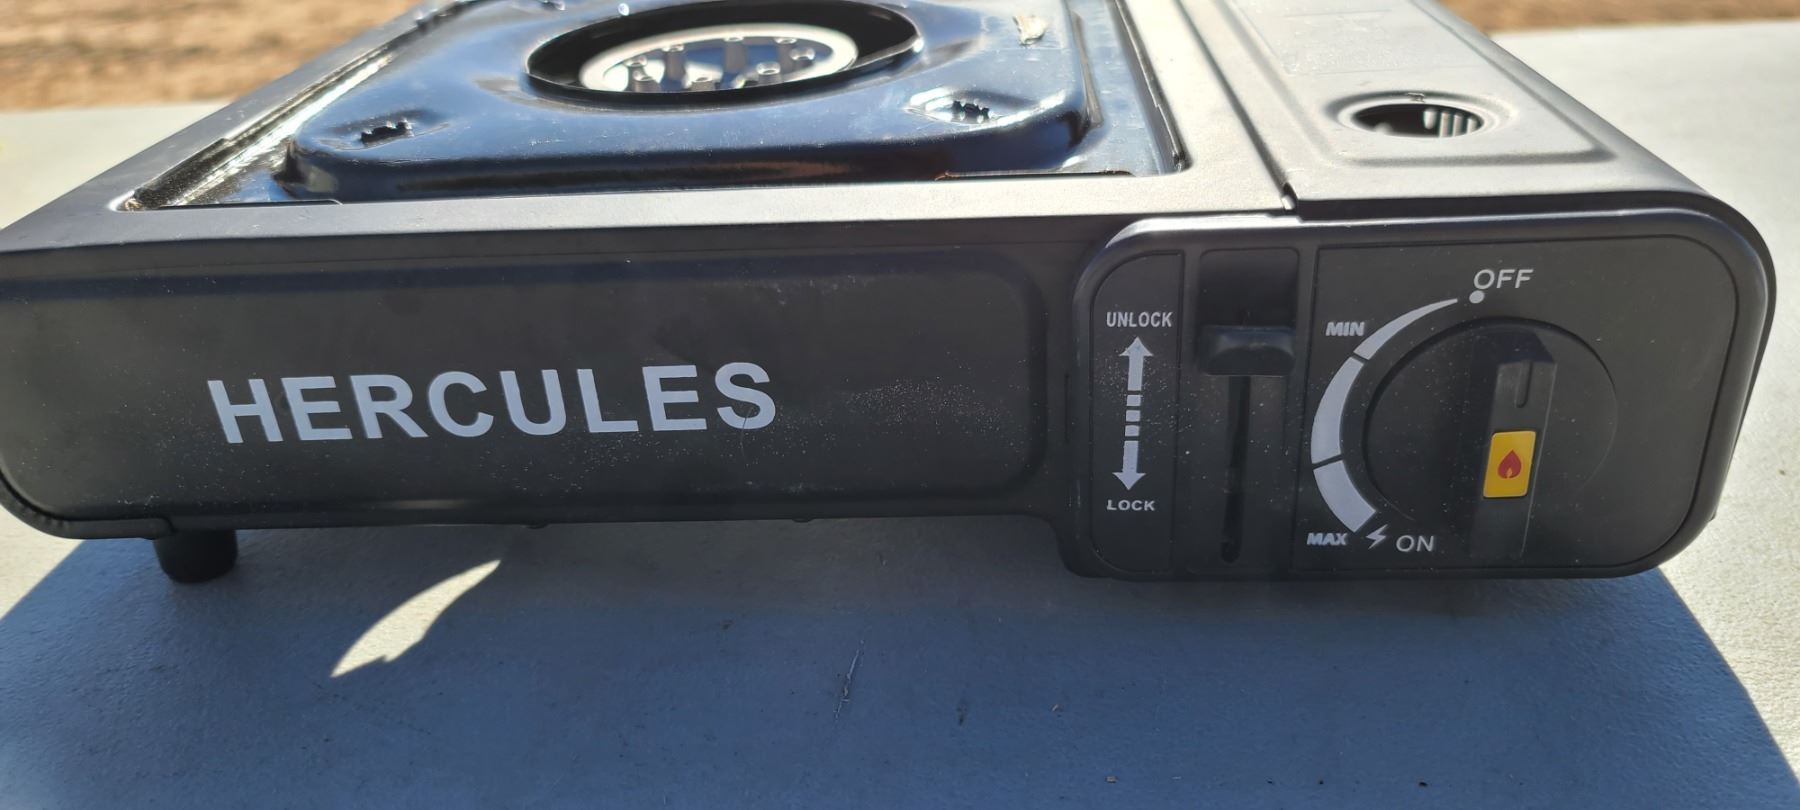 HERCULES
UNLOCK
LOCK
OFF
MIN
MAX
ON